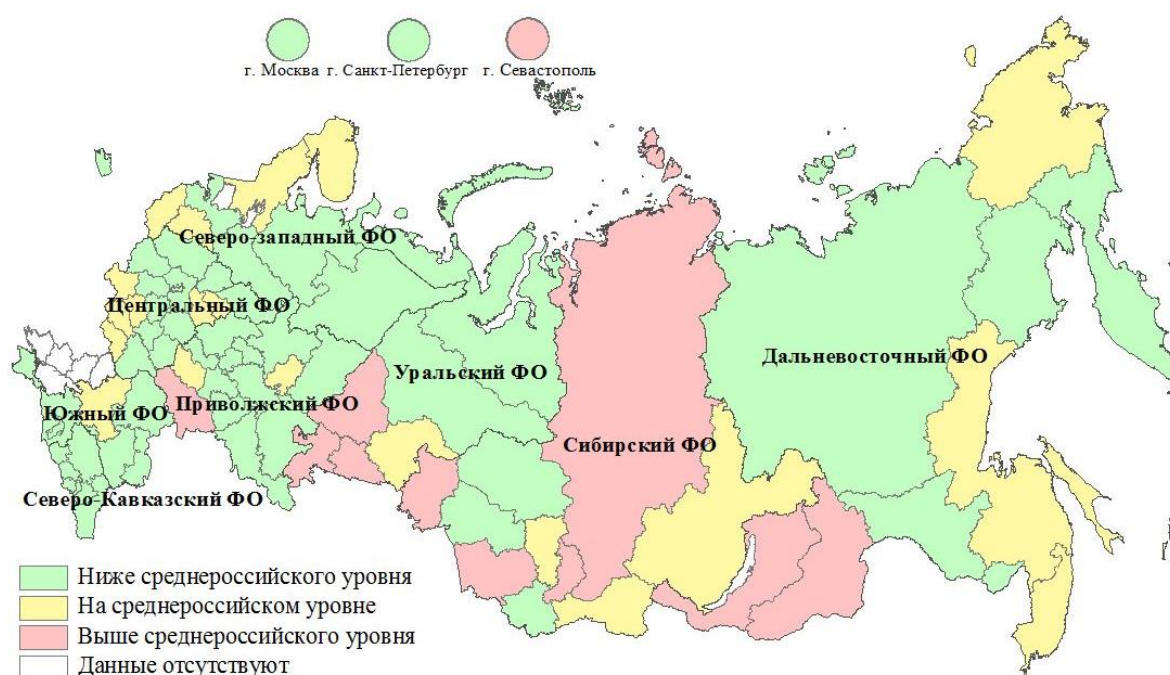 г. Москва г. Санкт-Петербург г. Севастополь
Северо-западный ФО
Центральный ФО
Дальневосточный ФО
Уральский ФО
Южный ФО Приволжский ФО
Сибирский ФО
Северо-Кавказский ФО
Ниже среднероссийского уровня
На среднероссийском уровне
Выше среднероссийского уровня
Данные отсутствуют